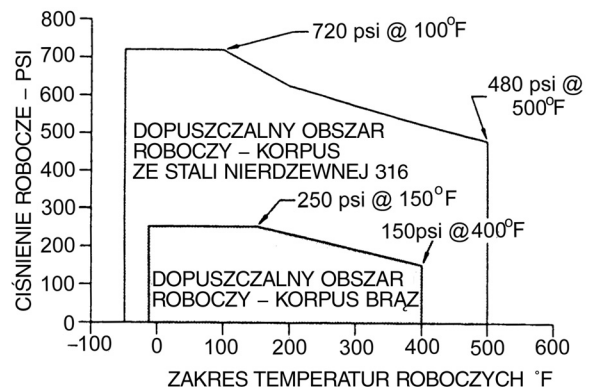 CIŚNIENIE ROBOCZE – PSI
800
700
600
500
400
300
200
100
0
720 psi @ 100°F
480 psi @
500°F
DOPUSZCZALNY OBSZAR
ROBOCZY – KORPUS
ZE STALI NIERDZEWNEJ 316
250 psi @ 150°F
150psi @400°F
DOPUSZCZALNY OBSZAR
ROBOCZY – KORPUS BRĄZ
–100 0 100 200 300 400 500 600
ZAKRES TEMPERATUR ROBOCZYCH °F